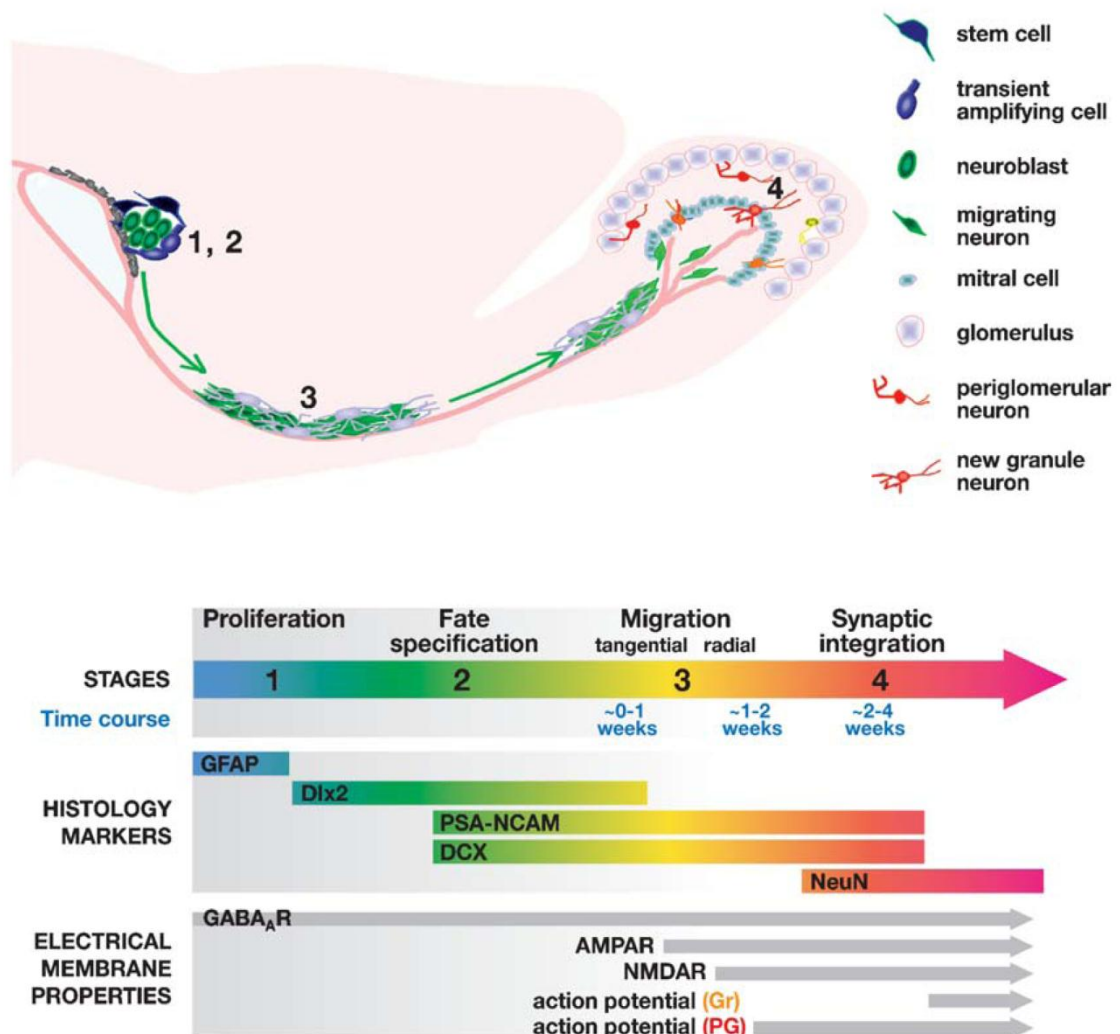 stem cell
transient
amplifying cell
neuroblast
migrating
neuron
mitral cell
glomerulus
periglomerular
neuron
new granule
neuron
1, 2
3
4
Proliferation
Fate
specification
Migration
tangential radial
Synaptic
integration
STAGES
1
2
3
4
Time course
~0-1
weeks
~1-2
weeks
~2-4
weeks
HISTOLOGY
MARKERS
GFAP
Dlx2
PSA-NCAM
DCX
NeuN
ELECTRICAL
MEMBRANE
PROPERTIES
GABAAR
AMPAR
NMDAR
action potential (Gr)
action potential (PG)